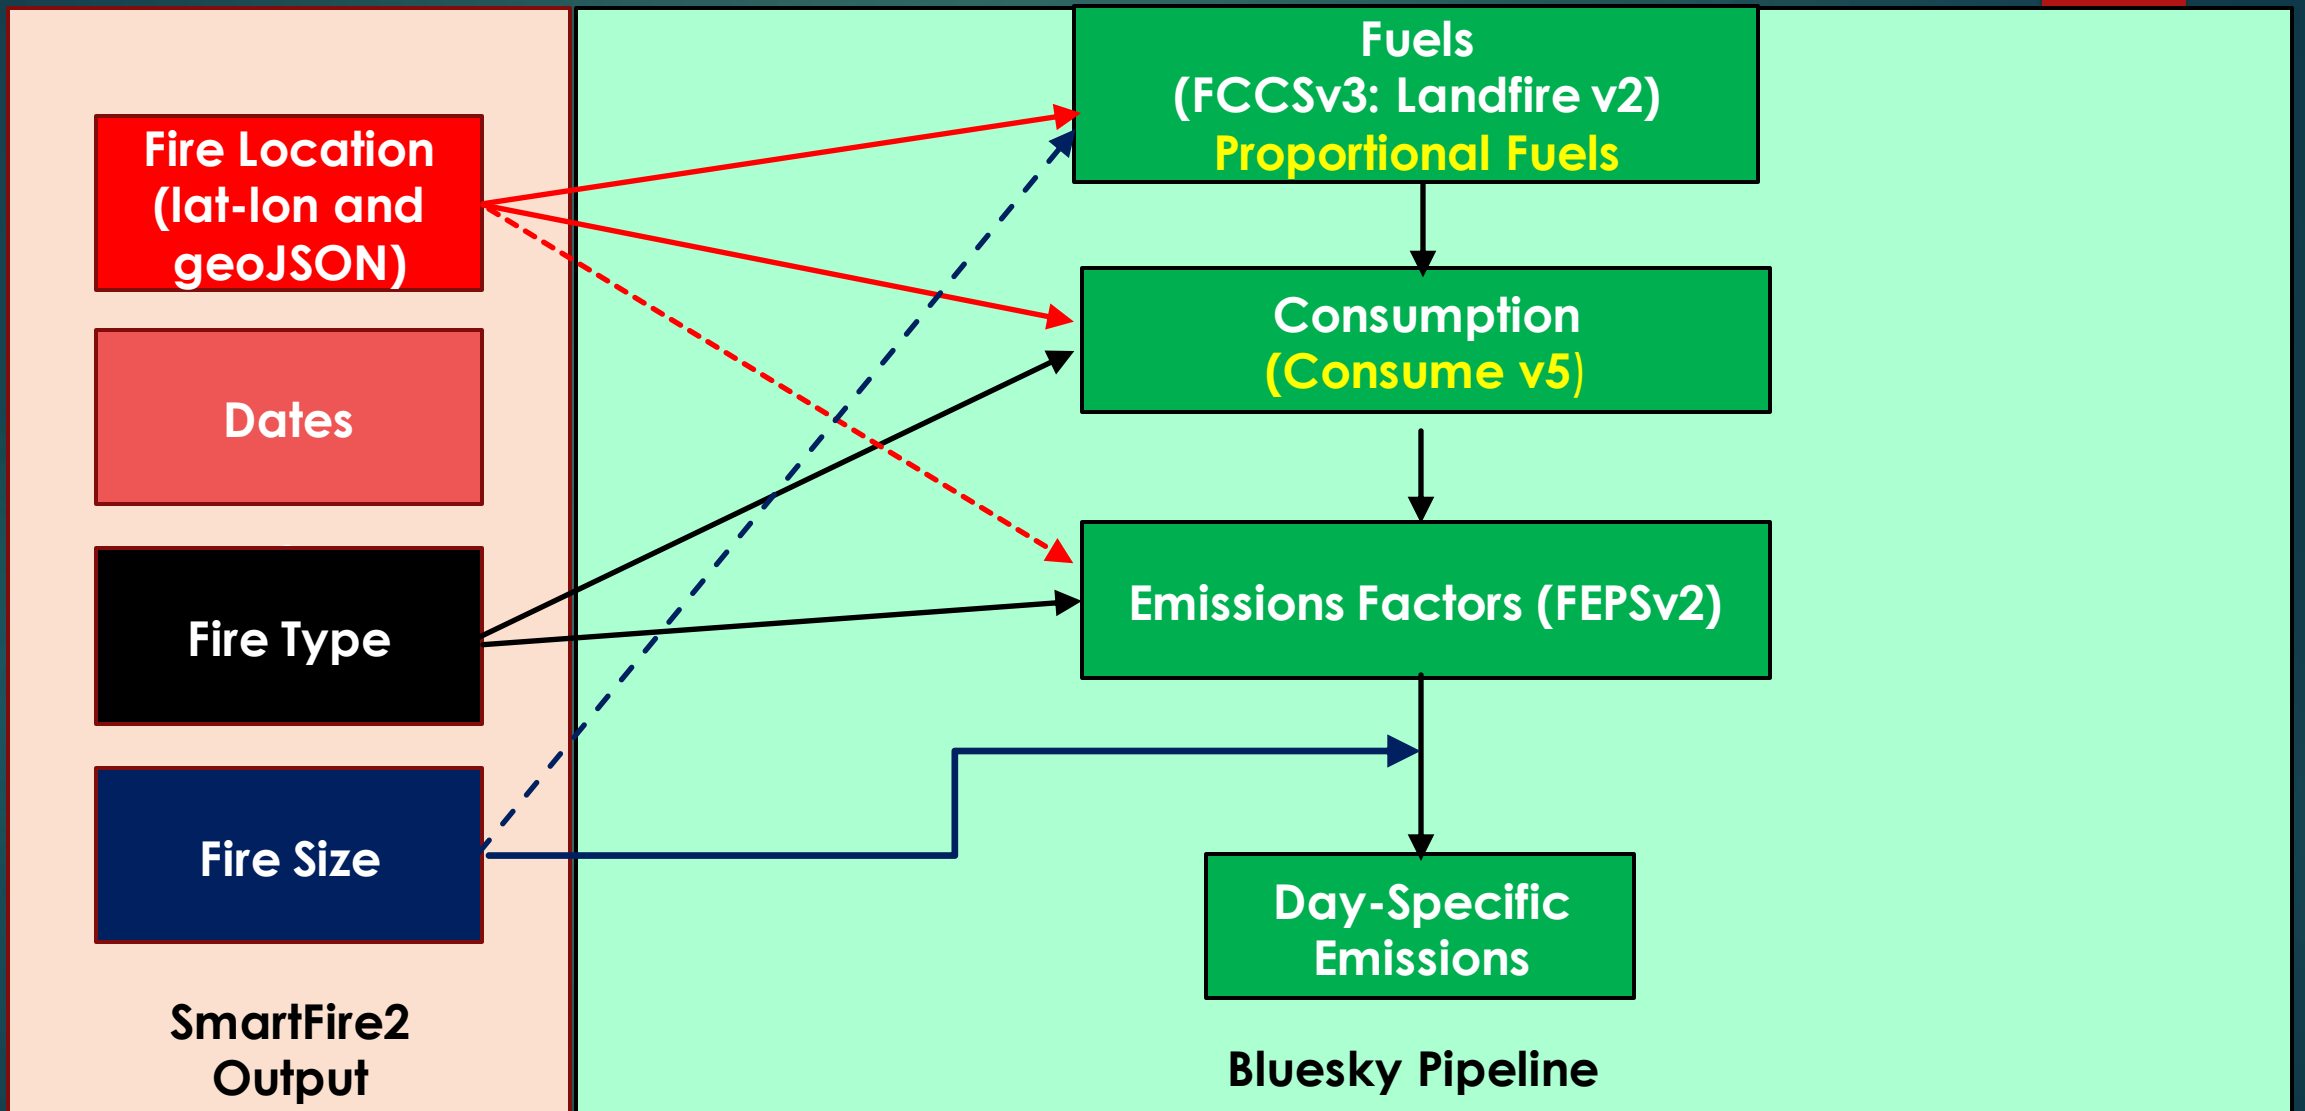 Fire Location
(lat-lon and
geoJSON)
Dates
Fire Type
Fire Size
SmartFire2
Output
Fuels
(FCCSv3: Landfire v2)
Proportional Fuels
Consumption
(Consume v5)
Emissions Factors (FEPSv2)
Day-Specific
Emissions
Bluesky Pipeline